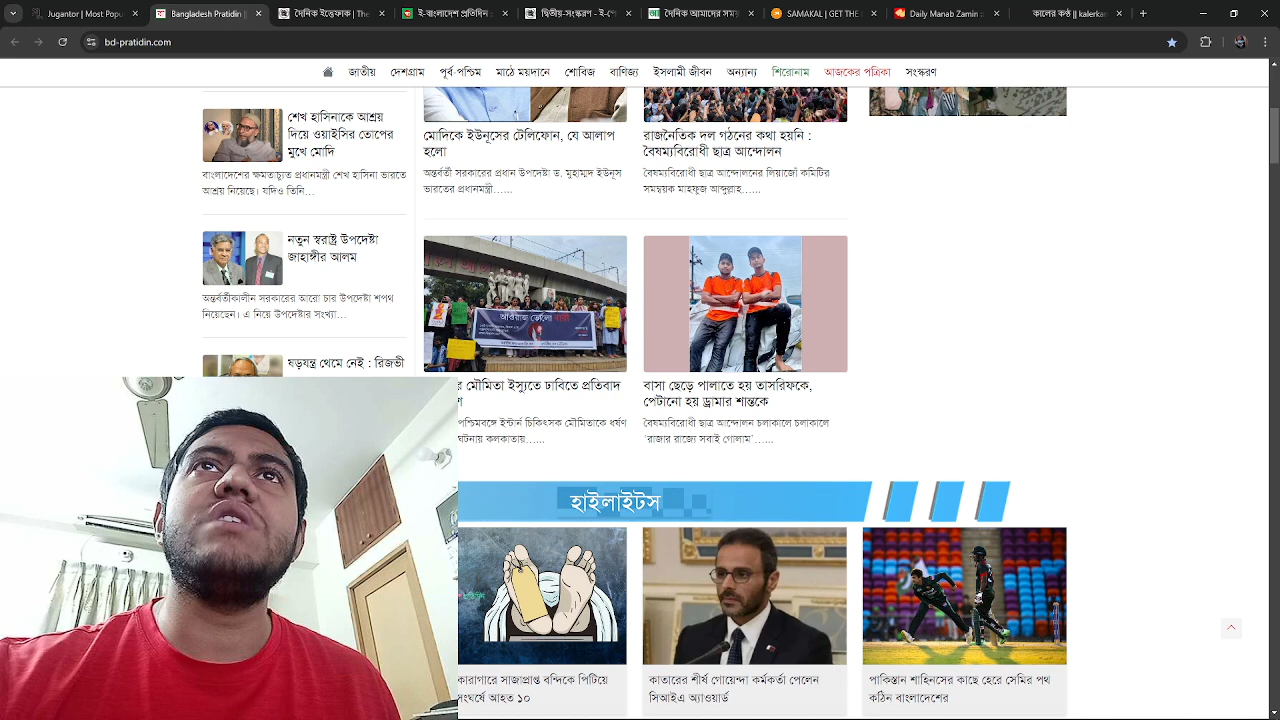 Jugantor | Most Popu
Bangladesh Pratidin ||
দৈনিক ইত্তেফাক | The
ই-বাংলাদেশ প্রতিদিন
দ্বিতীয়-সংস্করণ - ই-পে
দৈনিক আমাদের সময়
SAMAKAL | GET THE
Daily Manab Zamin
কালের কণ্ঠ || kalerkan
bd-pratidin.com
জাতীয় দেশগ্রাম পূর্ব-পশ্চিম মাঠে ময়দানে শোবিজ বাণিজ্য ইসলামী জীবন অন্যান্য শিরোনাম আজকের পত্রিকা সংস্করণ
শেখ হাসিনাকে আশ্রয়
দিয়ে ওয়াইসির তোপের
মুখে মোদি
বাংলাদেশের ক্ষমতাচ্যুত প্রধানমন্ত্রী শেখ হাসিনা ভারতে
আশ্রয় নিয়েছে। যদিও তিনি...
নতুন স্বরাষ্ট্র উপদেষ্টা
জাহাঙ্গীর আলম
অন্তর্বর্তীকালীন সরকারের আরো চার উপদেষ্টা শপথ
নিয়েছেন। এ নিয়ে উপদেষ্টার সংখ্যা...
ষড়যন্ত্র থেমে নেই : রিজভী
মোদিকে ইউনূসের টেলিফোন, যে আলাপ
হলো
অন্তর্বর্তী সরকারের প্রধান উপদেষ্টা ড. মুহাম্মদ ইউনূস
ভারতের প্রধানমন্ত্রী......
রাজনৈতিক দল গঠনের কথা হয়নি :
বৈষম্যবিরোধী ছাত্র আন্দোলন
বৈষম্যবিরোধী ছাত্র আন্দোলনের লিয়াজোঁ কমিটির
সমন্বয়ক মাহফুজ আব্দুল্লাহ......
আওয়াজ তোলো নারী
র মৌমিতা ইস্যুতে ঢাবিতে প্রতিবাদ
পশ্চিমবঙ্গে ইন্টার্ন চিকিৎসক মৌমিতাকে ধর্ষণ
ঘটনায় কলকাতায়......
বাসা ছেড়ে পালাতে হয় তাসরিফকে,
পেটানো হয় ড্রামার শান্তকে
বৈষম্যবিরোধী ছাত্র আন্দোলন চলাকালে চলাকালে
‘রাজার রাজ্যে সবাই গোলাম’......
হাইলাইটস
কারাগারে সাজাপ্রাপ্ত বন্দিকে পিটিয়ে
সংঘর্ষে আহত ১০
কাতারের শীর্ষ গোয়েন্দা কর্মকর্তা পেলেন
সিআইএ অ্যাওয়ার্ড
পাকিস্তান শাহিনসের কাছে হেরে সেমির পথ
কঠিন বাংলাদেশের